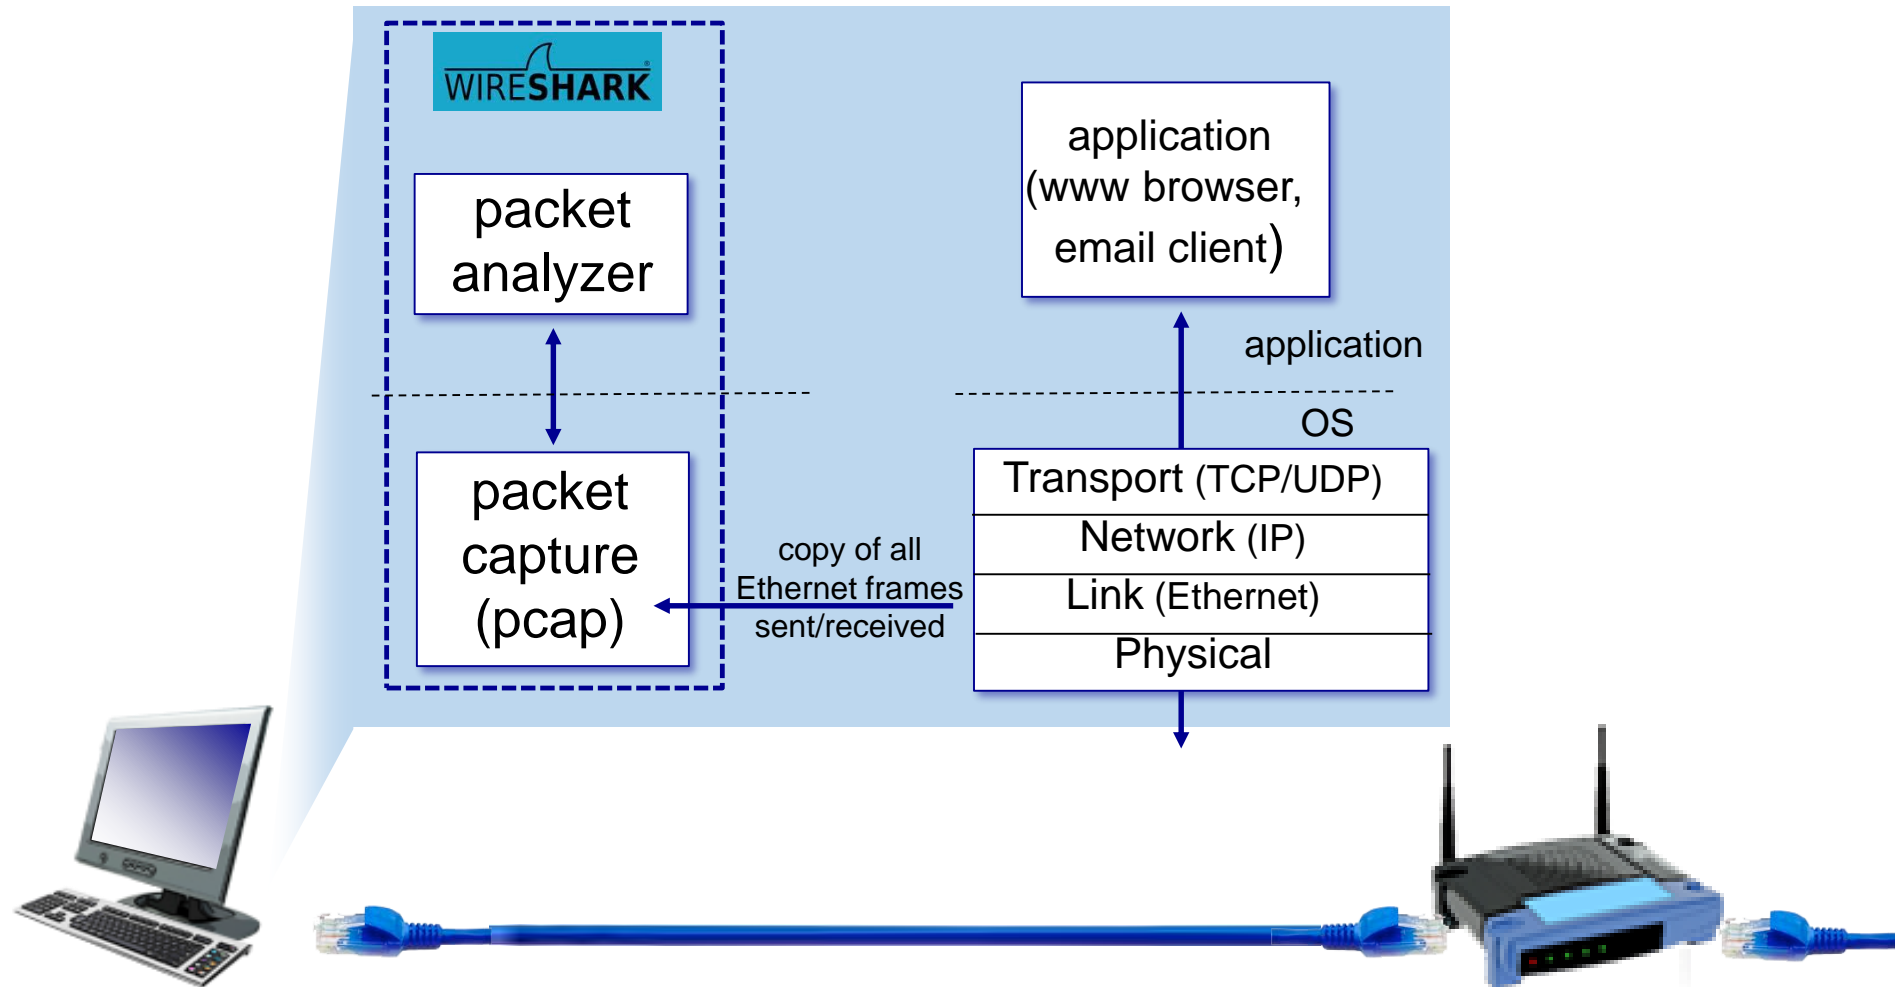 WIRESHARK
packet
analyzer
packet
capture
(pcap)
copy of all
Ethernet frames
sent/received
application
(www browser,
email client)
application
OS
Transport (TCP/UDP)
Network (IP)
Link (Ethernet)
Physical